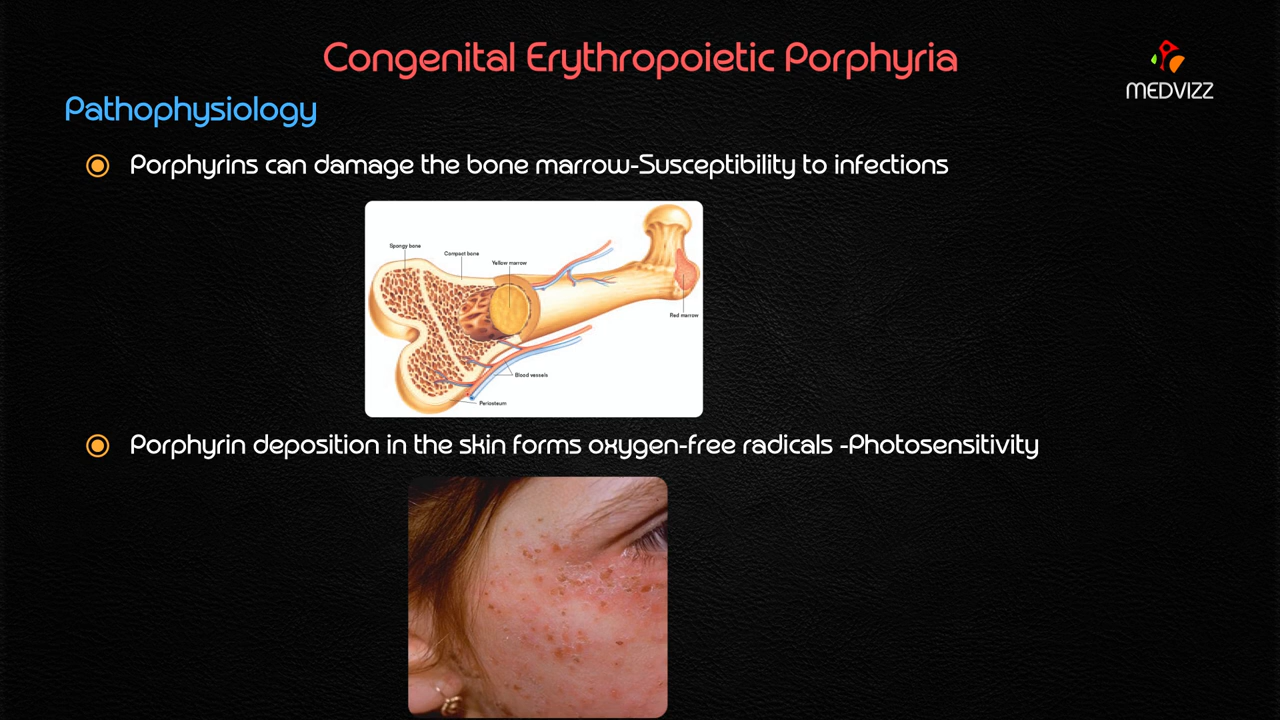 Congenital Erythropoietic Porphyria
MEDVIZZ
Pathophysiology
Porphyrins can damage the bone marrow-Susceptibility to infections
Spongy bone
Compact bone
Yellow marrow
Red marrow
Blood vessels
Periosteum
Porphyrin deposition in the skin forms oxygen-free radicals -Photosensitivity